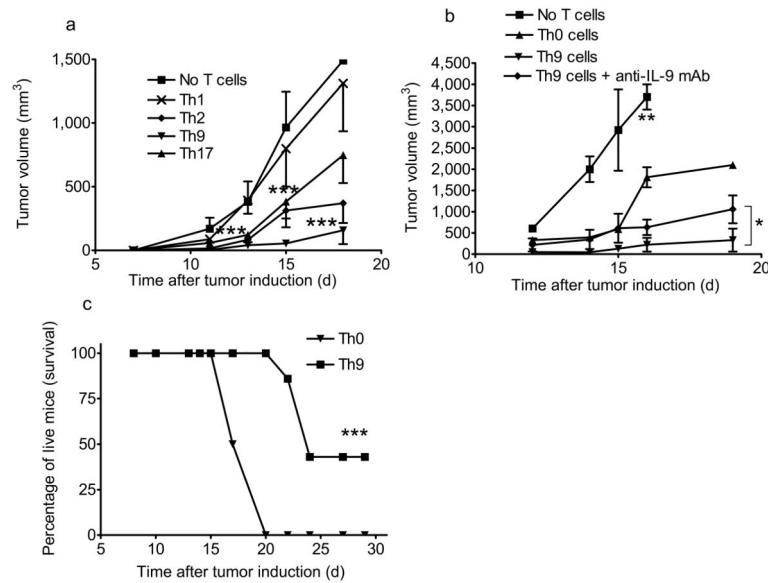 a
Tumor volume (mm³)
1,500
1,000
500
0
No T cells
Th1
Th2
Th9
Th17
***
***
***
5
10
15
20
Time after tumor induction (d)
b
No T cells
Th0 cells
Th9 cells
Th9 cells + anti-IL-9 mAb
Tumor volume (mm³)
4,500
4,000
3,500
3,000
2,500
2,000
1,500
1,000
500
0
**
*
10
15
20
Time after tumor induction (d)
c
Th0
Th9
Percentage of live mice (survival)
100
75
50
25
0
***
5
10
15
20
25
30
Time after tumor induction (d)